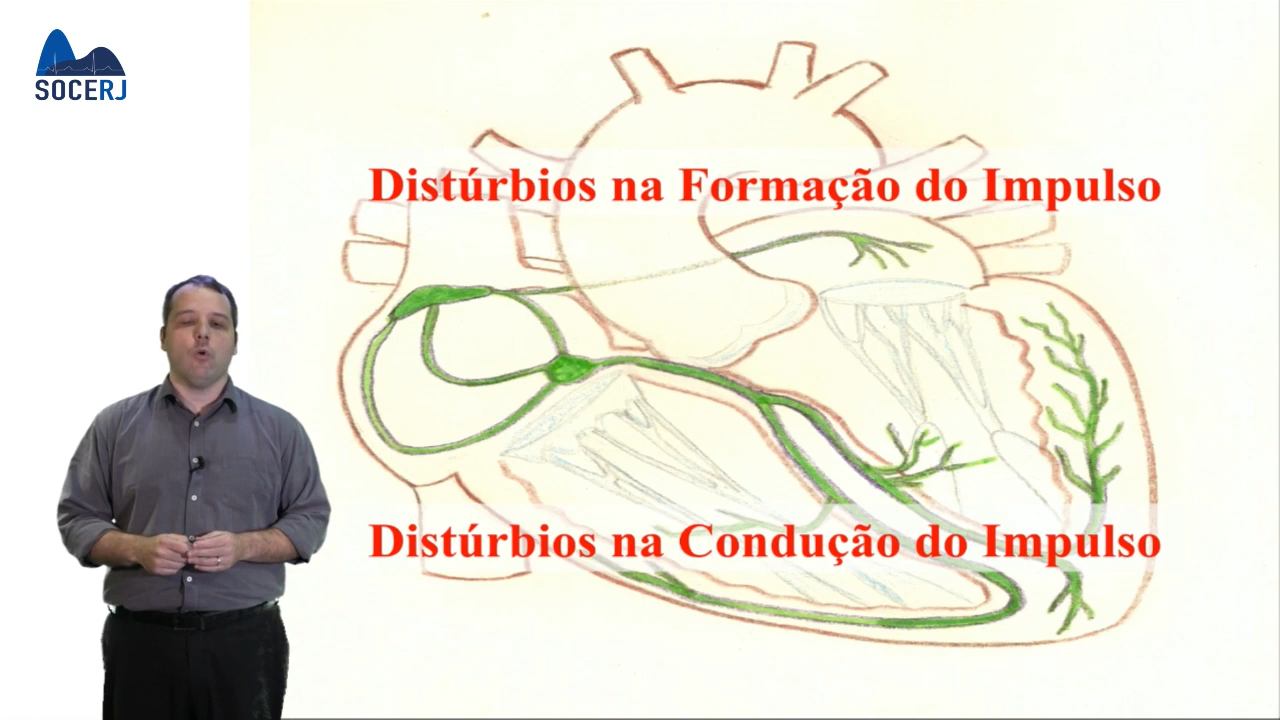 SOCERJ
Distúrbios na Formação do Impulso
Distúrbios na Condução do Impulso